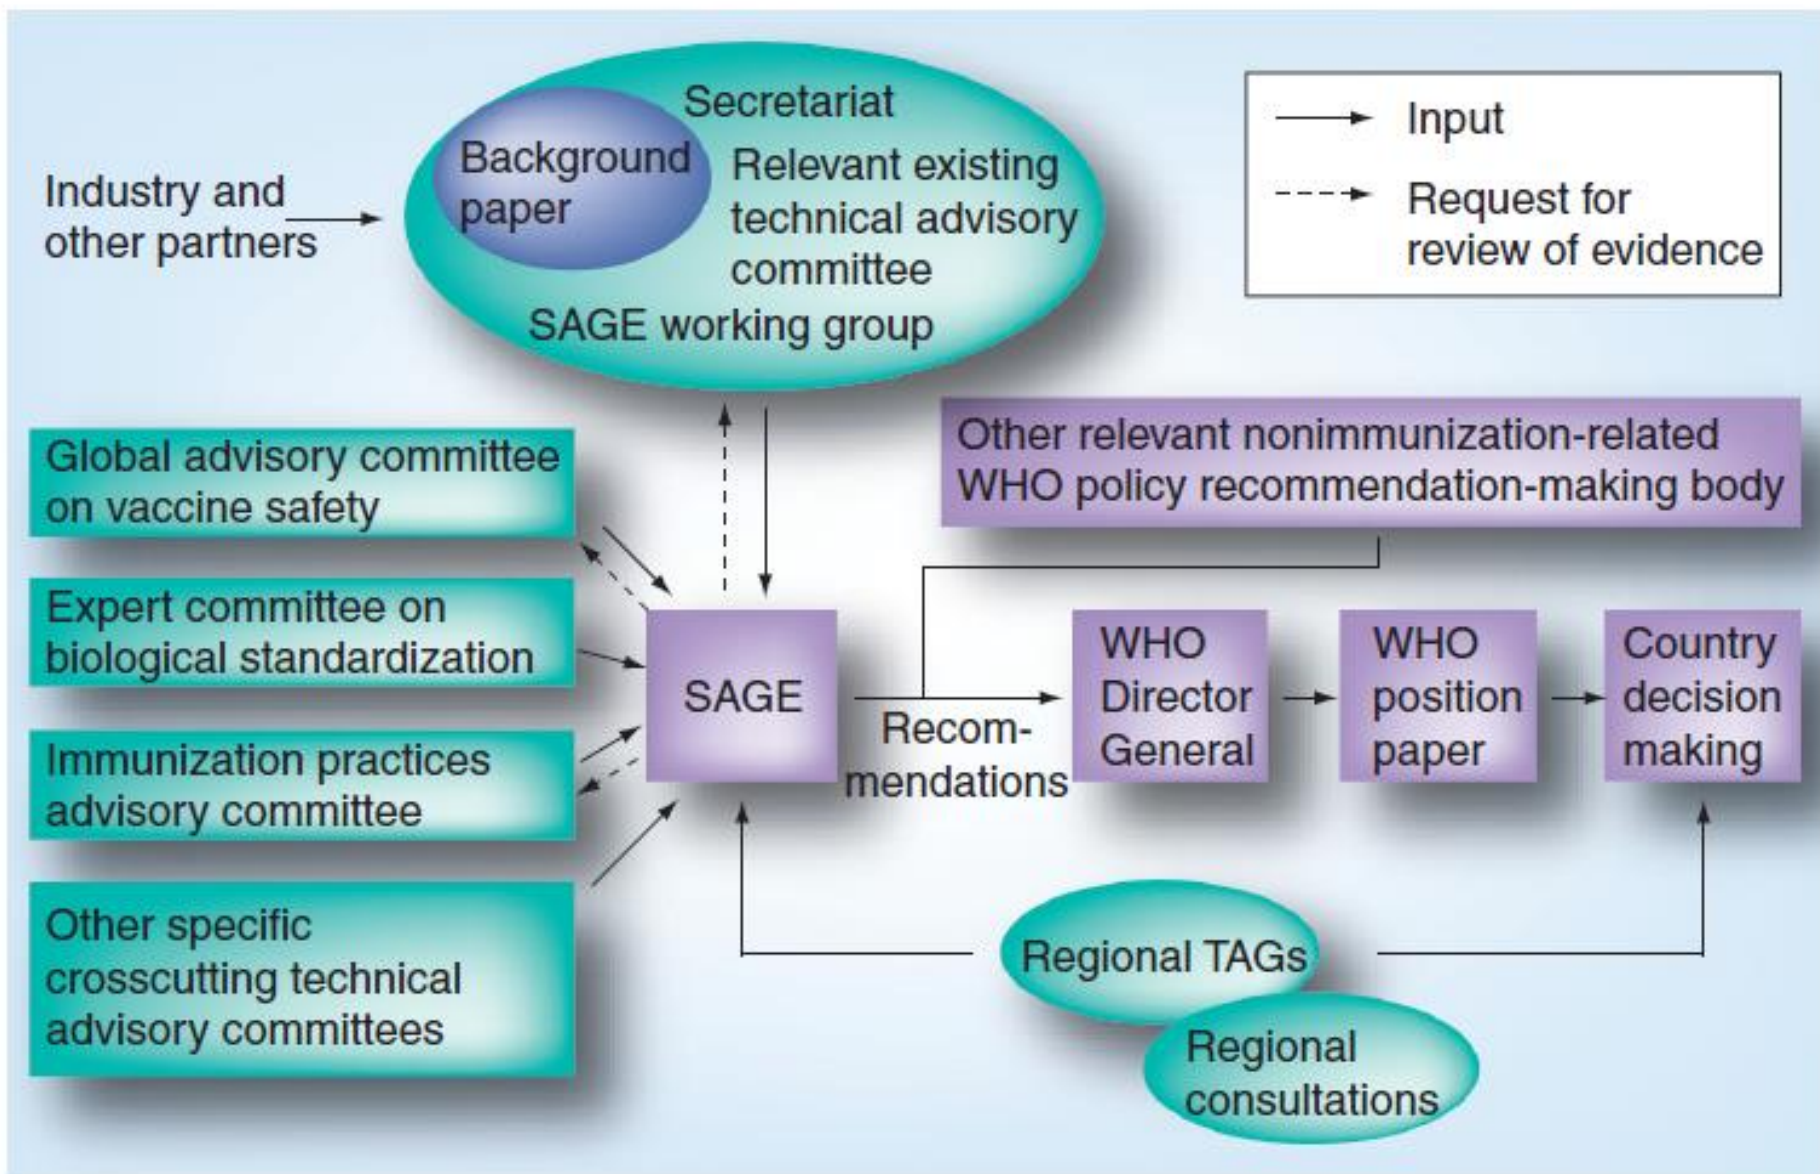 Secretariat
Background
paper
Relevant existing
technical advisory
committee
SAGE working group
Industry and
other partners
Input
Request for
review of evidence
Global advisory committee
on vaccine safety
Other relevant nonimmunization-related
WHO policy recommendation-making body
Expert committee on
biological standardization
Immunization practices
advisory committee
Other specific
crosscutting technical
advisory committees
SAGE
Recom-
mendations
WHO
Director
General
WHO
position
paper
Country
decision
making
Regional TAGs
Regional
consultations